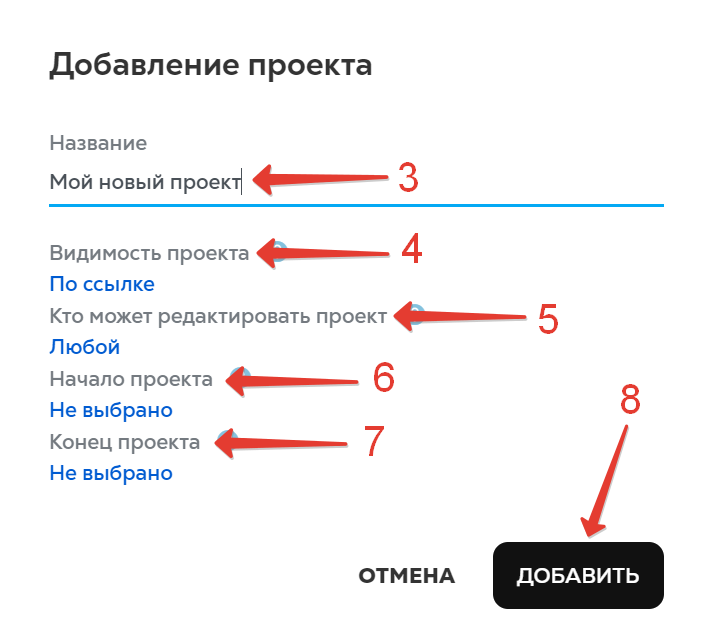 Добавление проекта
Название
Мой новый проект
3
Видимость проекта
4
По ссылке
Кто может редактировать проект
5
Любой
Начало проекта
6
Не выбрано
Конец проекта
7
Не выбрано
8
ОТМЕНА
ДОБАВИТЬ